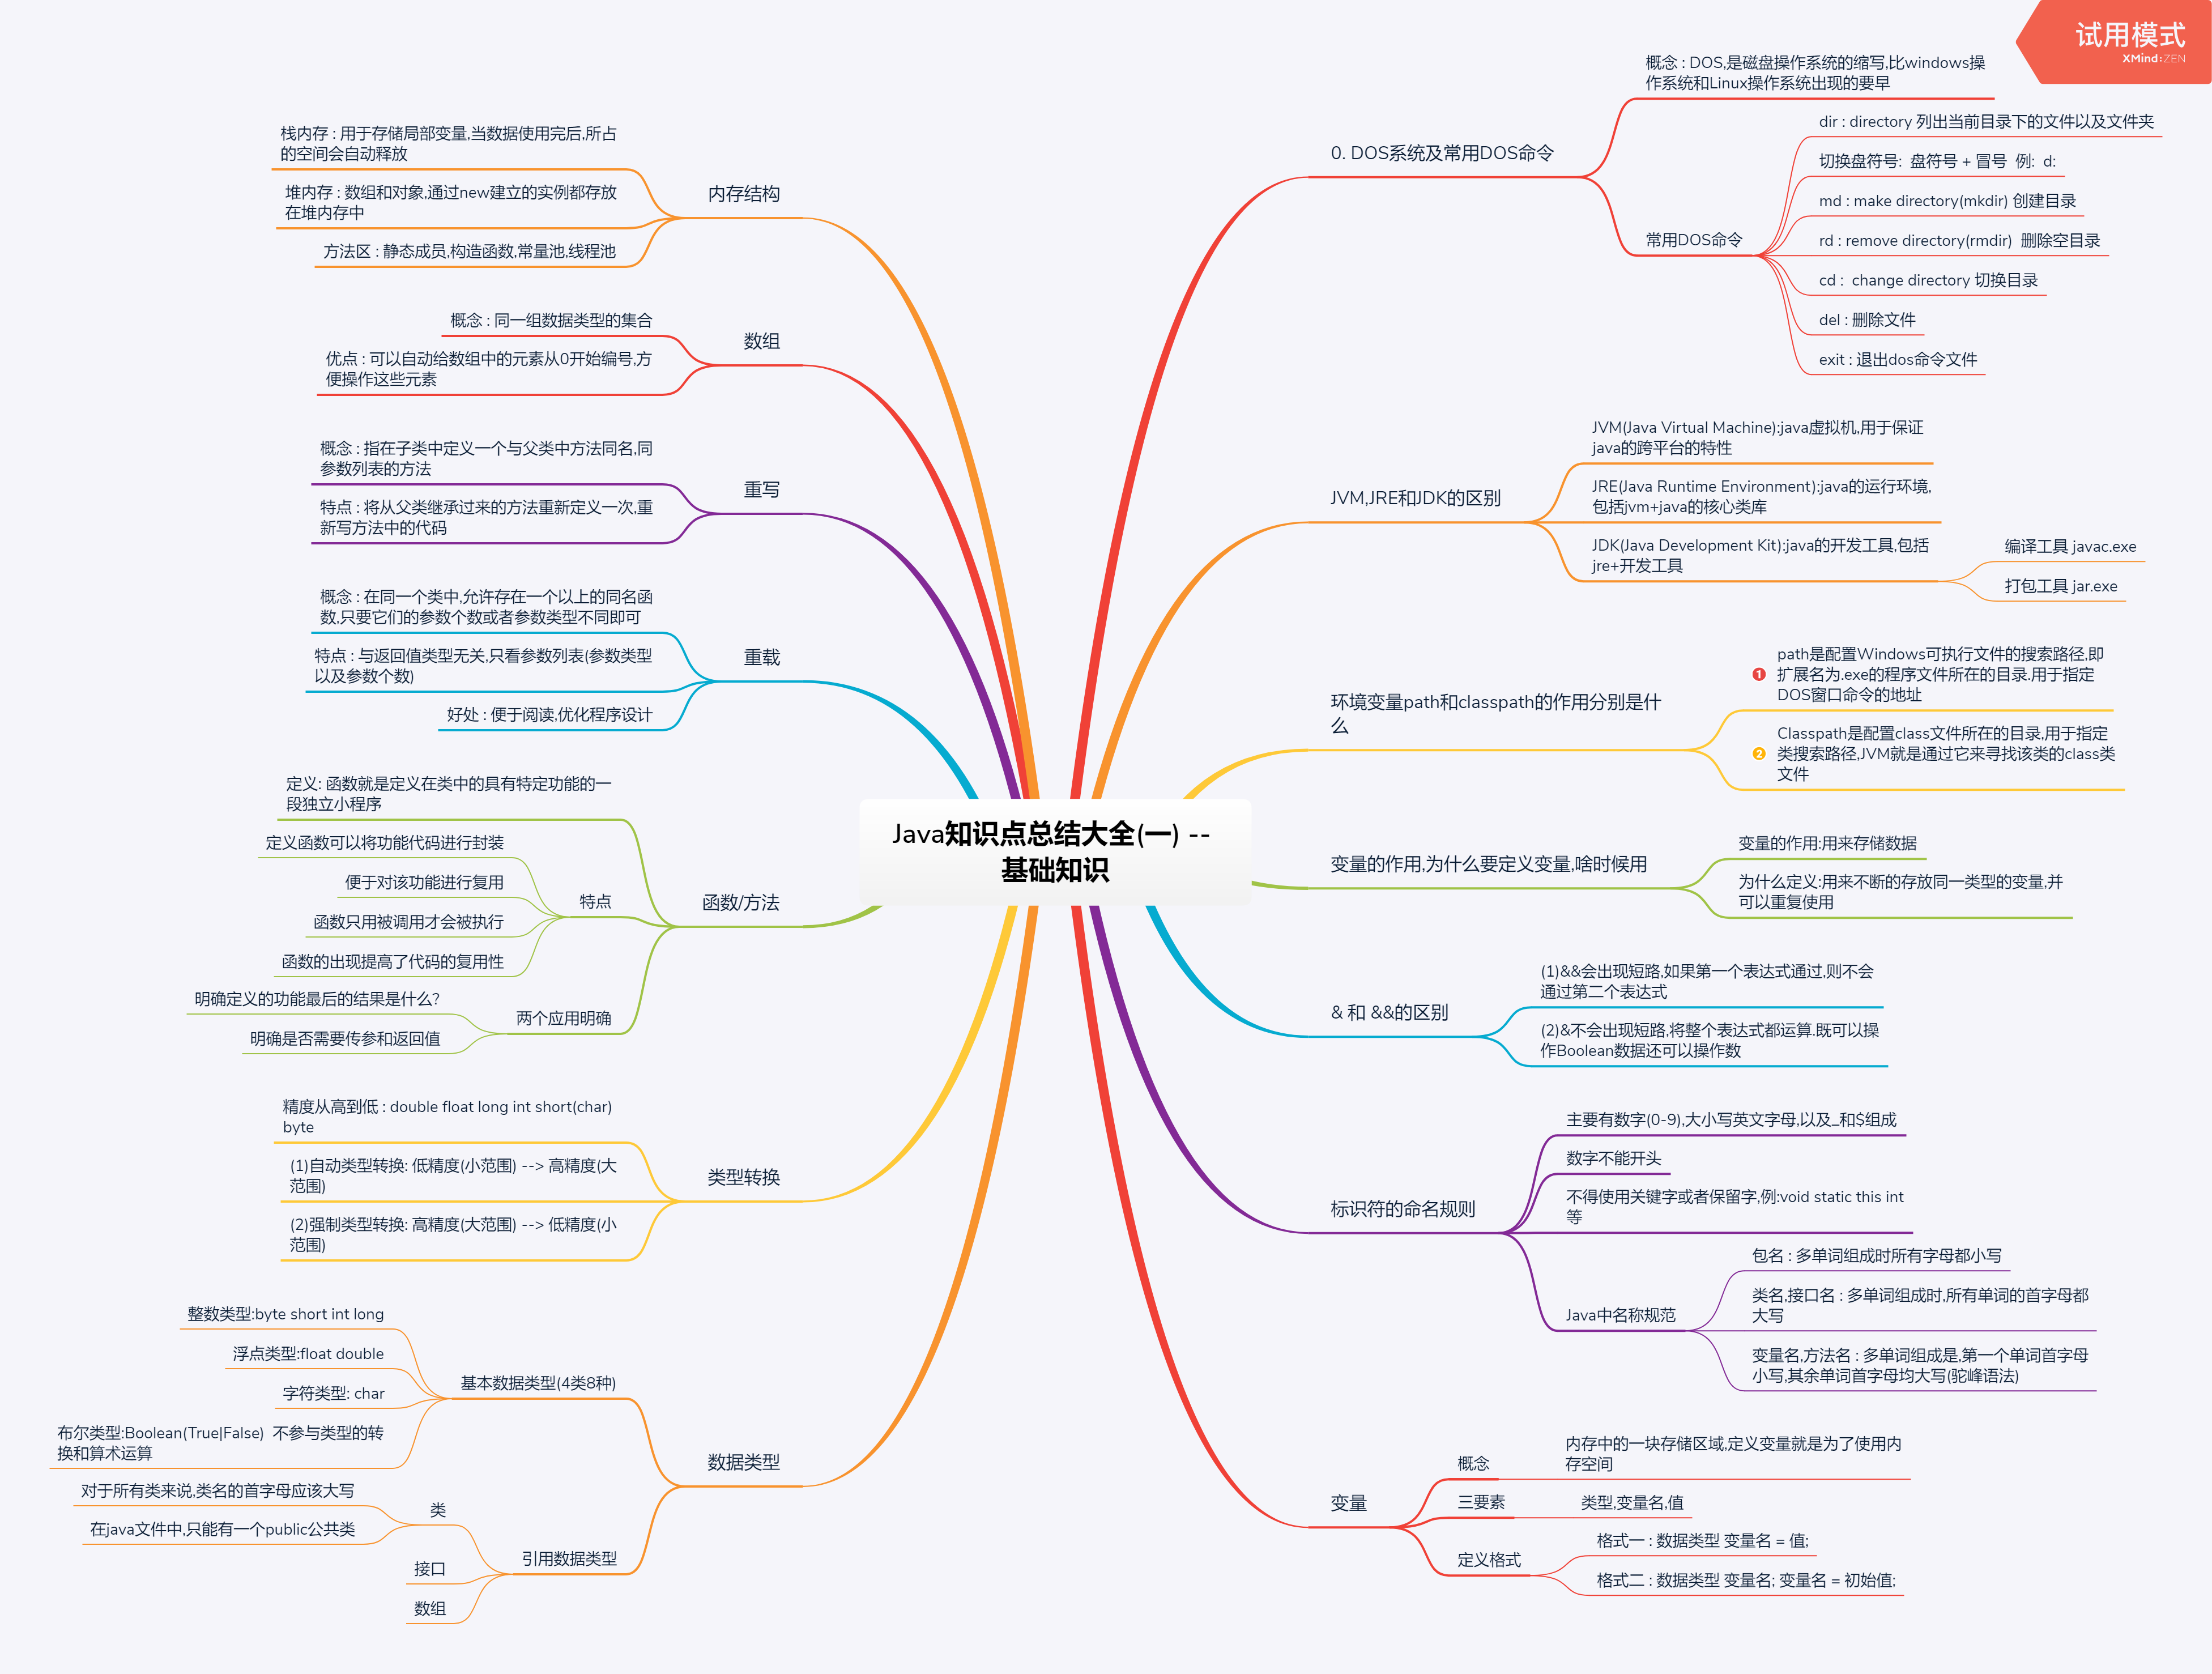 试用模式
XMind:ZEN
Java知识点总结大全(一) --
基础知识
0. DOS系统及常用DOS命令
概念 : DOS,是磁盘操作系统的缩写,比windows操
作系统和Linux操作系统出现的要早
常用DOS命令
dir : directory 列出当前目录下的文件以及文件夹
切换盘符号: 盘符号 + 冒号 例: d:
md : make directory(mkdir) 创建目录
rd : remove directory(rmdir) 删除空目录
cd : change directory 切换目录
del : 删除文件
exit : 退出dos命令文件
JVM,JRE和JDK的区别
JVM(Java Virtual Machine):java虚拟机,用于保证
java的跨平台的特性
JRE(Java Runtime Environment):java的运行环境,
包括jvm+java的核心类库
JDK(Java Development Kit):java的开发工具,包括
jre+开发工具
编译工具 javac.exe
打包工具 jar.exe
环境变量path和classpath的作用分别是什
么
1 path是配置Windows可执行文件的搜索路径,即
扩展名为.exe的程序文件所在的目录.用于指定
DOS窗口命令的地址
2 Classpath是配置class文件所在的目录,用于指定
类搜索路径,JVM就是通过它来寻找该类的class类
文件
变量的作用,为什么要定义变量,啥时候用
变量的作用:用来存储数据
为什么定义:用来不断的存放同一类型的变量,并
可以重复使用
& 和 &&的区别
(1)&&会出现短路,如果第一个表达式通过,则不会
通过第二个表达式
(2)&不会出现短路,将整个表达式都运算.既可以操
作Boolean数据还可以操作数
标识符的命名规则
主要有数字(0-9),大小写英文字母,以及_和$组成
数字不能开头
不得使用关键字或者保留字,例:void static this int
等
Java中名称规范
包名 : 多单词组成时所有字母都小写
类名,接口名 : 多单词组成时,所有单词的首字母都
大写
变量名,方法名 : 多单词组成是,第一个单词首字母
小写,其余单词首字母均大写(驼峰语法)
变量
概念
内存中的一块存储区域,定义变量就是为了使用内
存空间
三要素
类型,变量名,值
定义格式
格式一 : 数据类型 变量名 = 值;
格式二 : 数据类型 变量名; 变量名 = 初始值;
内存结构
栈内存 : 用于存储局部变量,当数据使用完后,所占
的空间会自动释放
堆内存 : 数组和对象,通过new建立的实例都存放
在堆内存中
方法区 : 静态成员,构造函数,常量池,线程池
数组
概念 : 同一组数据类型的集合
优点 : 可以自动给数组中的元素从0开始编号,方
便操作这些元素
重写
概念 : 指在子类中定义一个与父类中方法同名,同
参数列表的方法
特点 : 将从父类继承过来的方法重新定义一次,重
新写方法中的代码
重载
概念 : 在同一个类中,允许存在一个以上的同名函
数,只要它们的参数个数或者参数类型不同即可
特点 : 与返回值类型无关,只看参数列表(参数类型
以及参数个数)
好处 : 便于阅读,优化程序设计
函数/方法
定义: 函数就是定义在类中的具有特定功能的一
段独立小程序
特点
定义函数可以将功能代码进行封装
便于对该功能进行复用
函数只用被调用才会被执行
函数的出现提高了代码的复用性
两个应用明确
明确定义的功能最后的结果是什么?
明确是否需要传参和返回值
类型转换
精度从高到低 : double float long int short(char)
byte
(1)自动类型转换: 低精度(小范围) --> 高精度(大
范围)
(2)强制类型转换: 高精度(大范围) --> 低精度(小
范围)
数据类型
基本数据类型(4类8种)
整数类型:byte short int long
浮点类型:float double
字符类型: char
布尔类型:Boolean(True|False) 不参与类型的转
换和算术运算
引用数据类型
类
对于所有类来说,类名的首字母应该大写
在java文件中,只能有一个public公共类
接口
数组